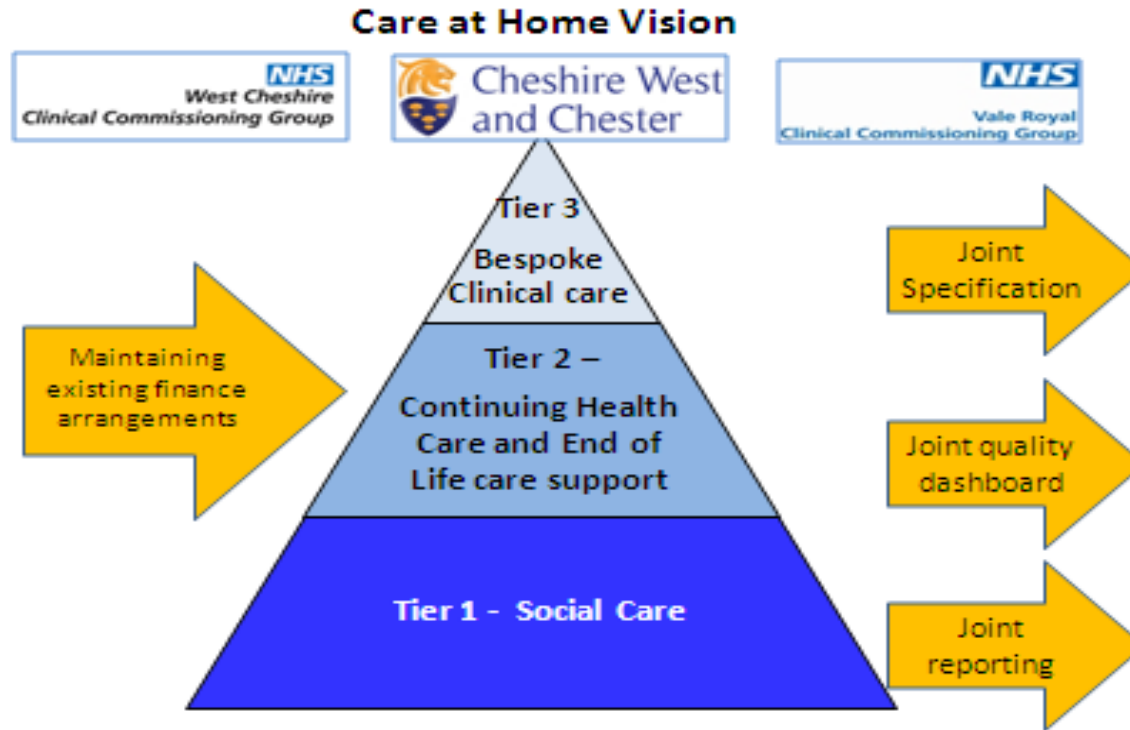 Care at Home Vision
NHS
West Cheshire
Clinical Commissioning Group
Cheshire West
and Chester
NHS
Vale Royal
Clinical Commissioning Group
Tier 3
Bespoke
Clinical care
Tier 2 –
Continuing Health
Care and End of
Life care support
Tier 1 - Social Care
Maintaining
existing finance
arrangements
Joint
Specification
Joint quality
dashboard
Joint
reporting